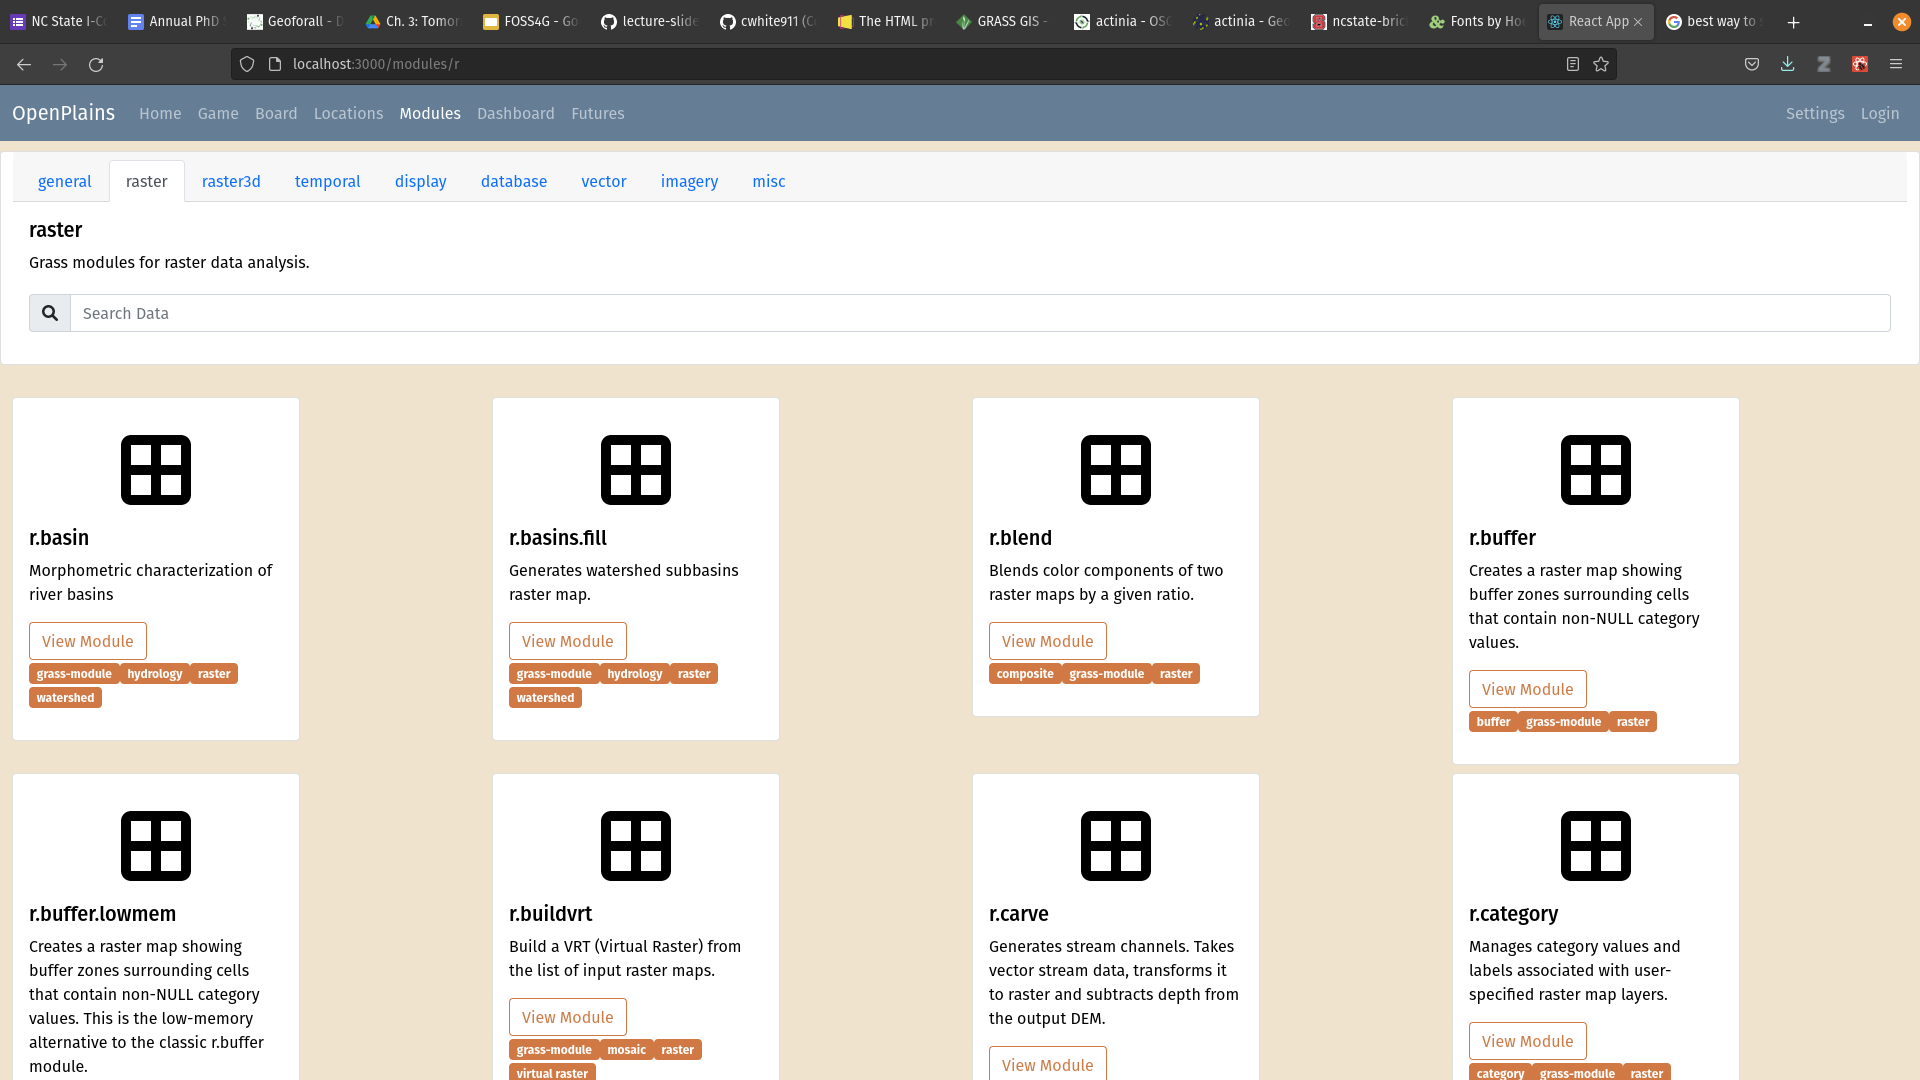 NC State I-C
Annual PhD
Geoforall - D
Ch. 3: Tomor
FOSS4G - Go
lecture-slide
cwhite911 (C
The HTML pr
GRASS GIS -
actinia - OSG
actinia - Geo
ncstate-bric
Fonts by Hoe
React App
best way to
localhost:3000/modules/r
OpenPlains Home Game Board Locations Modules Dashboard Futures Settings Login
general raster raster3d temporal display database vector imagery misc
raster
Grass modules for raster data analysis.
Search Data
r.basin
Morphometric characterization of
river basins
View Module
grass-module hydrology raster
watershed
r.basins.fill
Generates watershed subbasins
raster map.
View Module
grass-module hydrology raster
watershed
r.blend
Blends color components of two
raster maps by a given ratio.
View Module
composite grass-module raster
r.buffer
Creates a raster map showing
buffer zones surrounding cells
that contain non-NULL category
values.
View Module
buffer grass-module raster
r.buffer.lowmem
Creates a raster map showing
buffer zones surrounding cells
that contain non-NULL category
values. This is the low-memory
alternative to the classic r.buffer
module.
r.buildvrt
Build a VRT (Virtual Raster) from
the list of input raster maps.
View Module
grass-module mosaic raster
virtual raster
r.carve
Generates stream channels. Takes
vector stream data, transforms it
to raster and subtracts depth from
the output DEM.
View Module
r.category
Manages category values and
labels associated with user-
specified raster map layers.
View Module
category grass-module raster